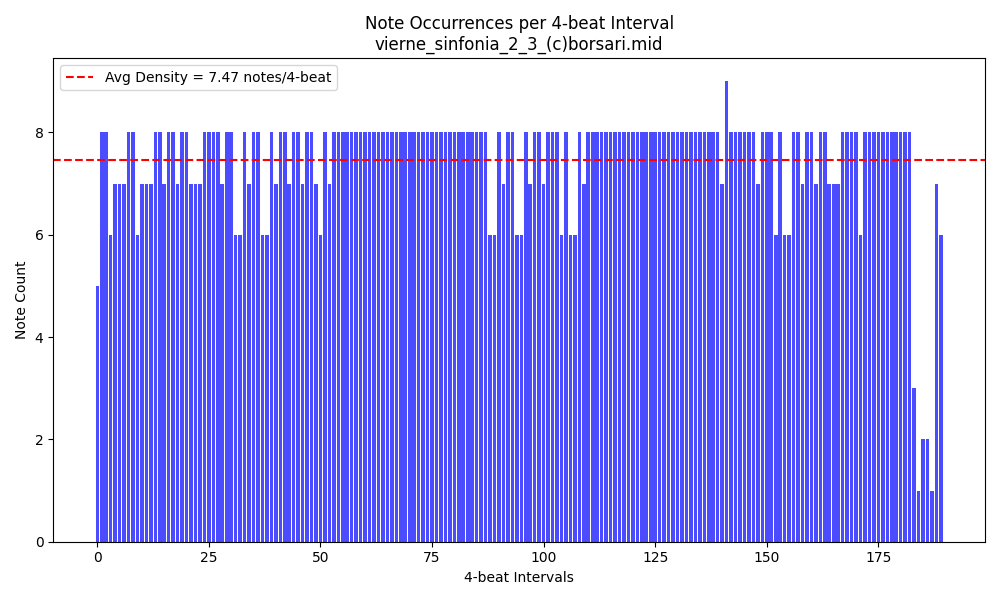 Note Occurrences per 4-beat Interval
vierne_sinfonia_2_3_(c)borsari.mid
Avg Density = 7.47 notes/4-beat
Note Count
8
6
4
2
0
0 25 50 75 100 125 150 175
4-beat Intervals